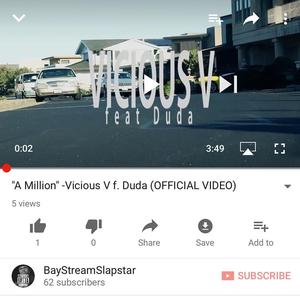 VICIOUS V
feat Duda
0:02
3:49
"A Million" -Vicious V f. Duda (OFFICIAL VIDEO)
5 views
1
0
Share
Save
Add to
BayStreamSlapstar
62 subscribers
SUBSCRIBE